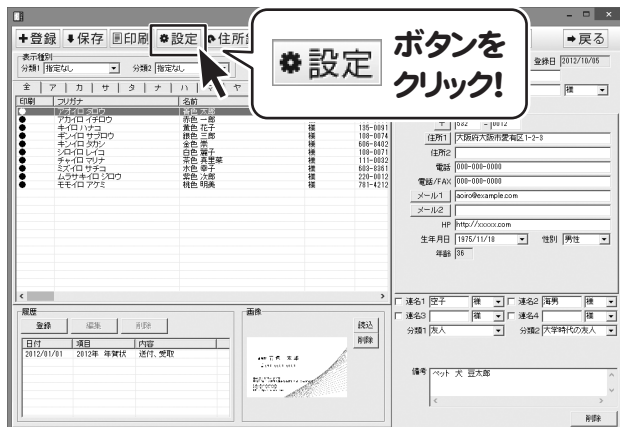 +登録 保存 印刷 設定 住所
設定 ボタンを
クリック!
戻る
表示種別
分類1 指定なし 分類2 指定なし
登録日 2012/10/05
全 ア カ サ タ ナ ハ ヤ
様
印刷 フリガナ 名前
アオイロ タロウ 青色 太郎
アカイロ イチロウ 赤色 一郎
キイロ ハナコ 黄色 花子 様 135-0091
ギンイロ サブロウ 銀色 三郎 様 108-0074
キンイロ タカシ 金色 崇 様 606-8402
シロイロ レイコ 白色 麗子 様 108-0071
チャイロ マリナ 茶色 真里菜 様 111-0032
ミズイロ サチコ 水色 幸子 様 603-8361
ムラサキイロ ジロウ 紫色 次郎 様 220-0012
モモイロ アケミ 桃色 明美 様 781-4212
〒 532 - 0012
住所1 大阪府大阪市愛宕区1-2-3
住所2
電話 000-000-0000
電話/FAX 000-000-0000
メール1 aoiro@example.com
メール2
HP http://xxxxx.com
生年月日 1975/11/18 性別 男性
年齢 36
連名1 空子 様 連名2 海男 様
連名3 様 連名4 様
分類1 友人 分類2 大学時代の友人
備考 ペット 犬 豆太郎
削除
履歴
登録 編集 削除
日付 項目 内容
2012/01/01 2012年 年賀状 送付、受取
画像
読込
削除